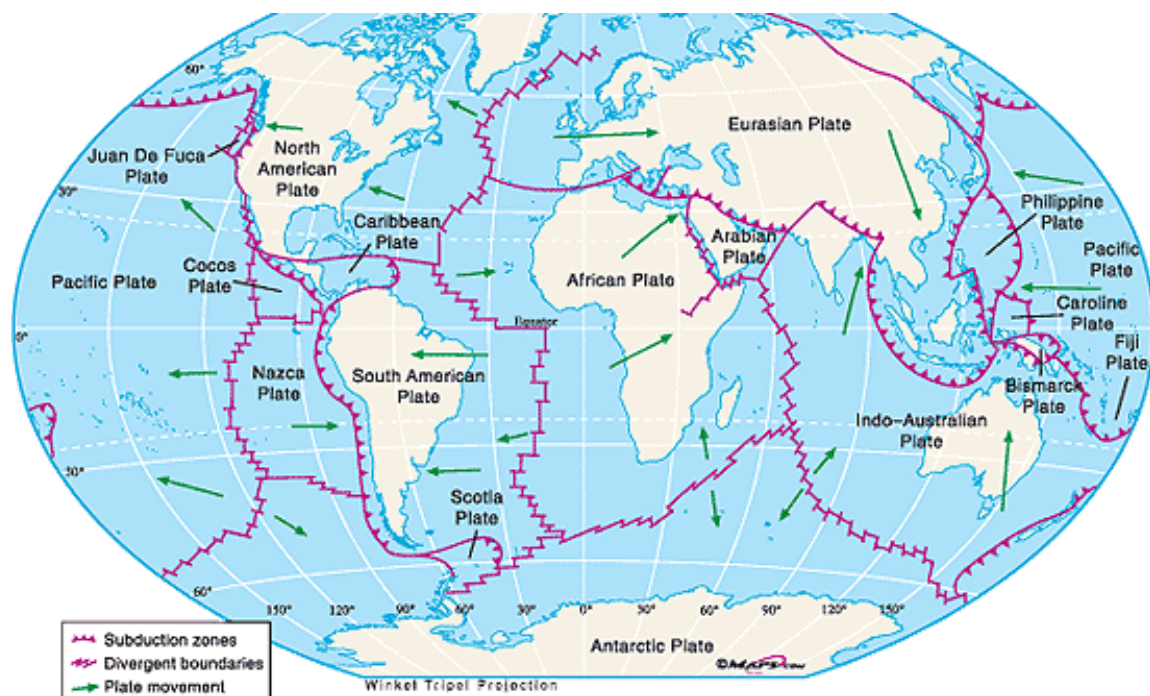 60°
Juan De Fuca
Plate
North
American
Plate
30°
Caribbean
Plate
Cocos
Plate
Pacific Plate
Eurasian Plate
Philippine
Plate
Arabian
Plate
African Plate
Pacific
Plate
Caroline
Plate
Fiji
Plate
0°
Equator
Nazca
Plate
South American
Plate
Bismarck
Plate
Indo-Australian
Plate
30°
Scotia
Plate
60°
150°
120°
90°
60°
30°
0°
30°
60°
90°
120°
150°
Antarctic Plate
Subduction zones
Divergent boundaries
Plate movement
©MAPS.com
Winkel Tripel Projection